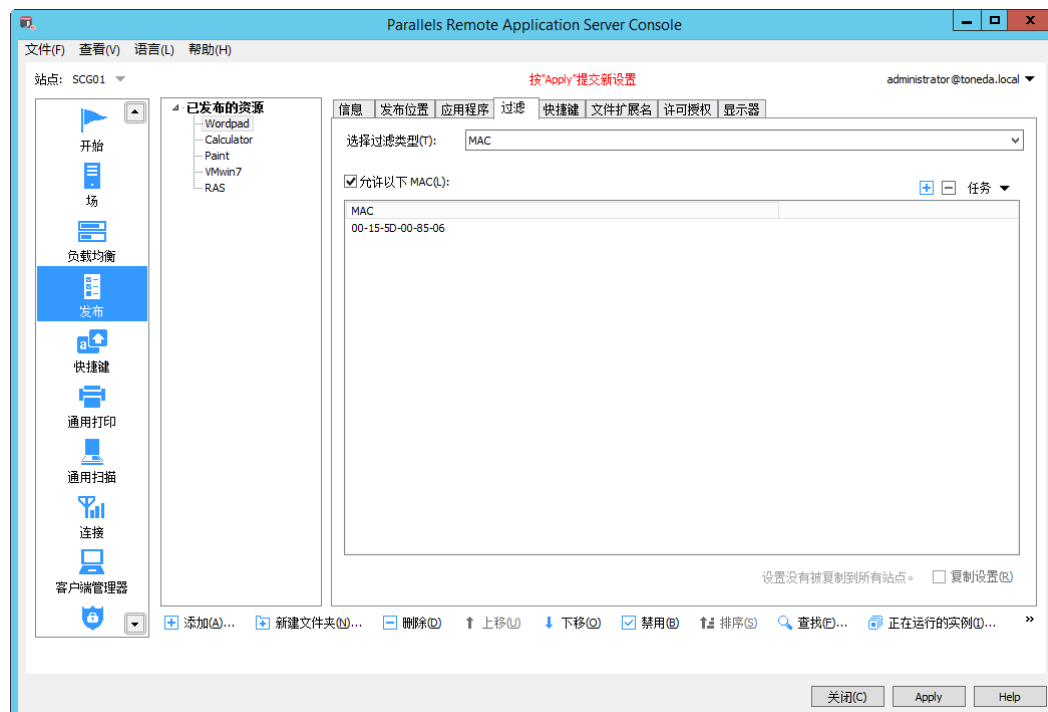 Parallels Remote Application Server Console
文件(F) 查看(V) 语言(L) 帮助(H)
站点: SCG01 按"Apply"提交新设置 administrator@toneda.local
开始
场
负载均衡
发布
快捷键
通用打印
通用扫描
连接
客户端管理器
已发布的资源
Wordpad
Calculator
Paint
VMwin7
RAS
信息 发布位置 应用程序 过滤 快捷键 文件扩展名 许可授权 显示器
选择过滤类型(T): MAC
允许以下 MAC(L):
任务
MAC
00-15-5D-00-85-06
设置没有被复制到所有站点。 复制设置(R)
添加(A)... 新建文件夹(N)... 删除(D) 上移(U) 下移(O) 禁用(B) 排序(S) 查找(F)... 正在运行的实例(I)... »
关闭(C) Apply Help